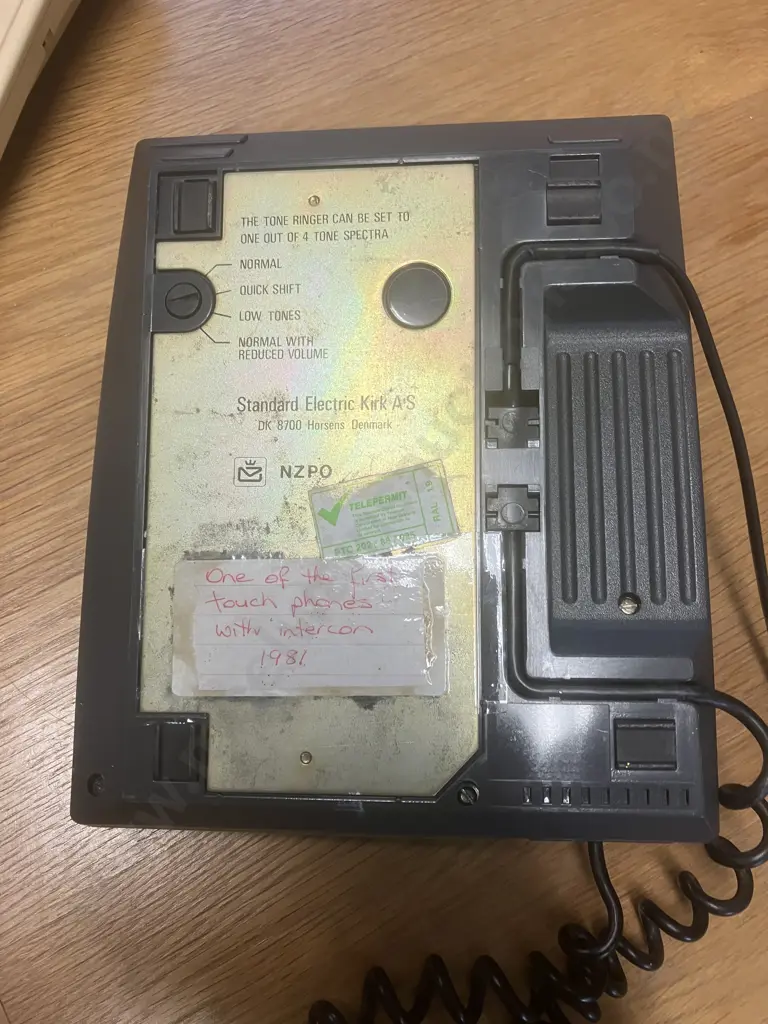 THE TONE RINGER CAN BE SET TO
ONE OUT OF 4 TONE SPECTRA
NORMAL
QUICK SHIFT
LOW TONES
NORMAL WITH
REDUCED VOLUME
Standard Electric Kirk A/S
DK 8700 Horsens Denmark
NZPO
TELEPERMIT
One of the first
touch phones
with intercom
1981